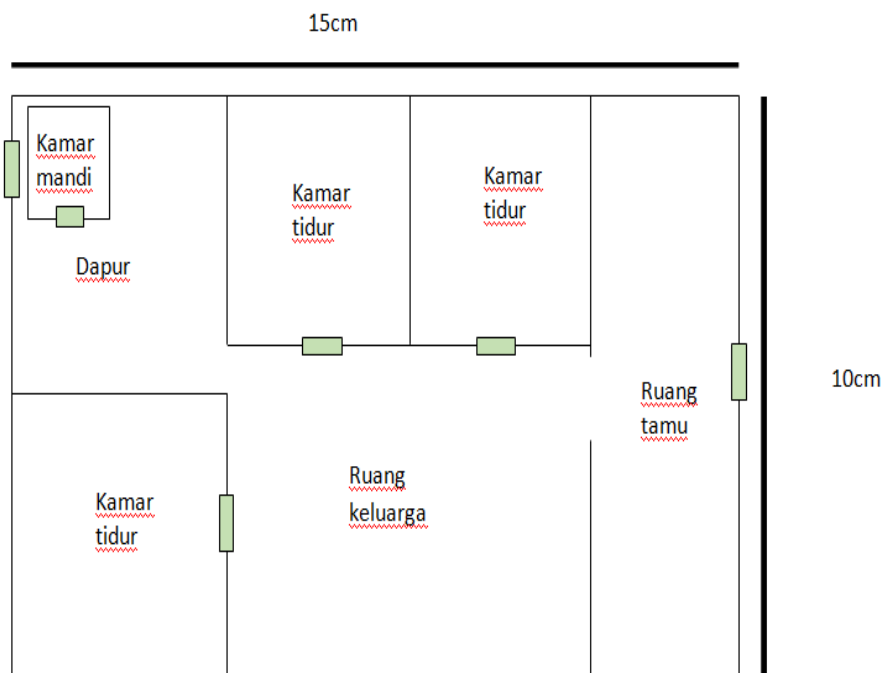 15cm
Kamar
mandi
Kamar
tidur
Kamar
tidur
Dapur
Ruang
tamu
10cm
Ruang
keluarga
Kamar
tidur